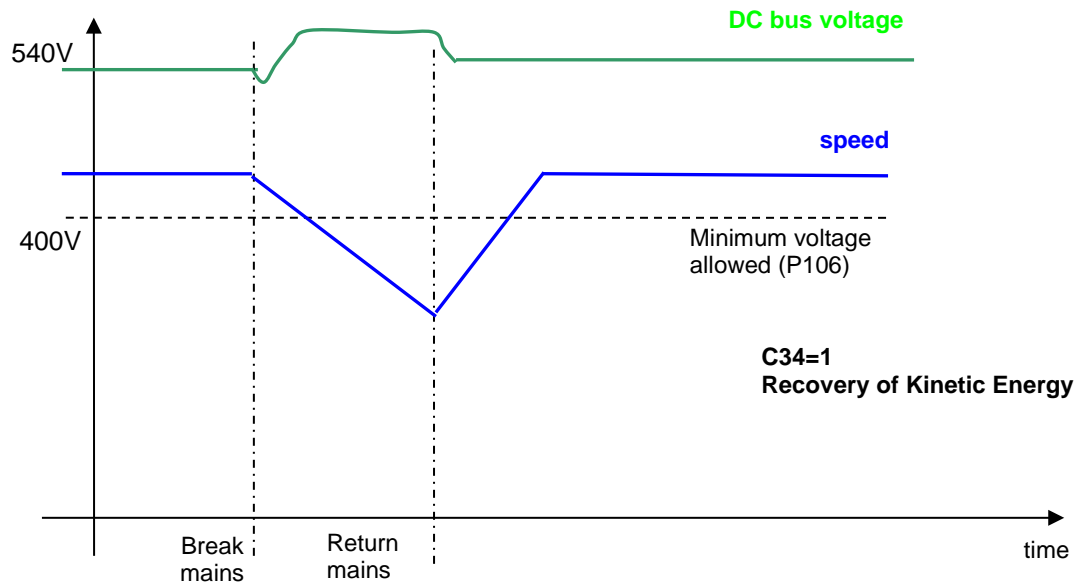 DC bus voltage
540V
speed
400V
Minimum voltage
allowed (P106)
C34=1
Recovery of Kinetic Energy
Break
mains
Return
mains
time